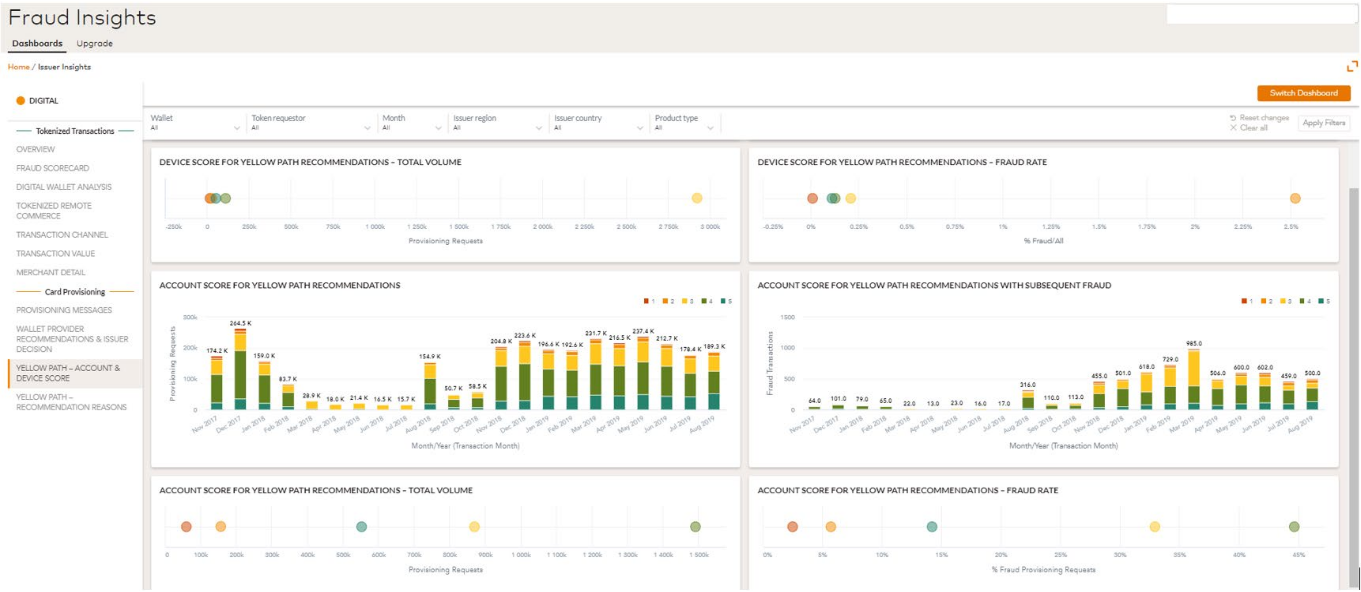 Fraud Insights
Dashboards Upgrade
Home / Issuer Insights
DIGITAL
Switch Dashboard
Wallet
All
Token requestor
All
Month
All
Issuer region
All
Issuer country
All
Product type
All
Reset changes
Clear all
Apply Filters
Tokenized Transactions
OVERVIEW
FRAUD SCORECARD
DIGITAL WALLET ANALYSIS
TOKENIZED REMOTE
COMMERCE
TRANSACTION CHANNEL
TRANSACTION VALUE
MERCHANT DETAIL
Card Provisioning
PROVISIONING MESSAGES
WALLET PROVIDER
RECOMMENDATIONS & ISSUER
DECISION
YELLOW PATH – ACCOUNT &
DEVICE SCORE
YELLOW PATH –
RECOMMENDATION REASONS
DEVICE SCORE FOR YELLOW PATH RECOMMENDATIONS – TOTAL VOLUME
-250k 0 250k 500k 750k 1 000k 1 250k 1 500k 1 750k 2 000k 2 250k 2 500k 2 750k 3 000k
Provisioning Requests
DEVICE SCORE FOR YELLOW PATH RECOMMENDATIONS – FRAUD RATE
-0.25% 0% 0.25% 0.5% 0.75% 1% 1.25% 1.5% 1.75% 2% 2.25% 2.5%
% Fraud/All
ACCOUNT SCORE FOR YELLOW PATH RECOMMENDATIONS
1 2 3 4 5
Provisioning Requests
300k
200k
100k
0
174.2 K 264.5 K 159.0 K 83.7 K 28.9 K 18.0 K 21.4 K 16.5 K 15.7 K 154.9 K 50.7 K 58.5 K 204.8 K 223.6 K 196.6 K 192.6 K 231.7 K 216.5 K 237.4 K 212.7 K 178.4 K 189.3 K
Nov 2017 Dec 2017 Jan 2018 Feb 2018 Mar 2018 Apr 2018 May 2018 Jun 2018 Jul 2018 Aug 2018 Sep 2018 Oct 2018 Nov 2018 Dec 2018 Jan 2019 Feb 2019 Mar 2019 Apr 2019 May 2019 Jun 2019 Jul 2019 Aug 2019
Month/Year (Transaction Month)
ACCOUNT SCORE FOR YELLOW PATH RECOMMENDATIONS WITH SUBSEQUENT FRAUD
1 2 3 4 5
Fraud Transactions
1500
1000
500
0
64.0 101.0 79.0 65.0 22.0 13.0 23.0 16.0 17.0 316.0 110.0 113.0 455.0 501.0 618.0 729.0 985.0 506.0 600.0 602.0 459.0 500.0
Nov 2017 Dec 2017 Jan 2018 Feb 2018 Mar 2018 Apr 2018 May 2018 Jun 2018 Jul 2018 Aug 2018 Sep 2018 Oct 2018 Nov 2018 Dec 2018 Jan 2019 Feb 2019 Mar 2019 Apr 2019 May 2019 Jun 2019 Jul 2019 Aug 2019
Month/Year (Transaction Month)
ACCOUNT SCORE FOR YELLOW PATH RECOMMENDATIONS – TOTAL VOLUME
0 100k 200k 300k 400k 500k 600k 700k 800k 900k 1 000k 1 100k 1 200k 1 300k 1 400k 1 500k
Provisioning Requests
ACCOUNT SCORE FOR YELLOW PATH RECOMMENDATIONS – FRAUD RATE
0% 5% 10% 15% 20% 25% 30% 35% 40% 45%
% Fraud Provisioning Requests